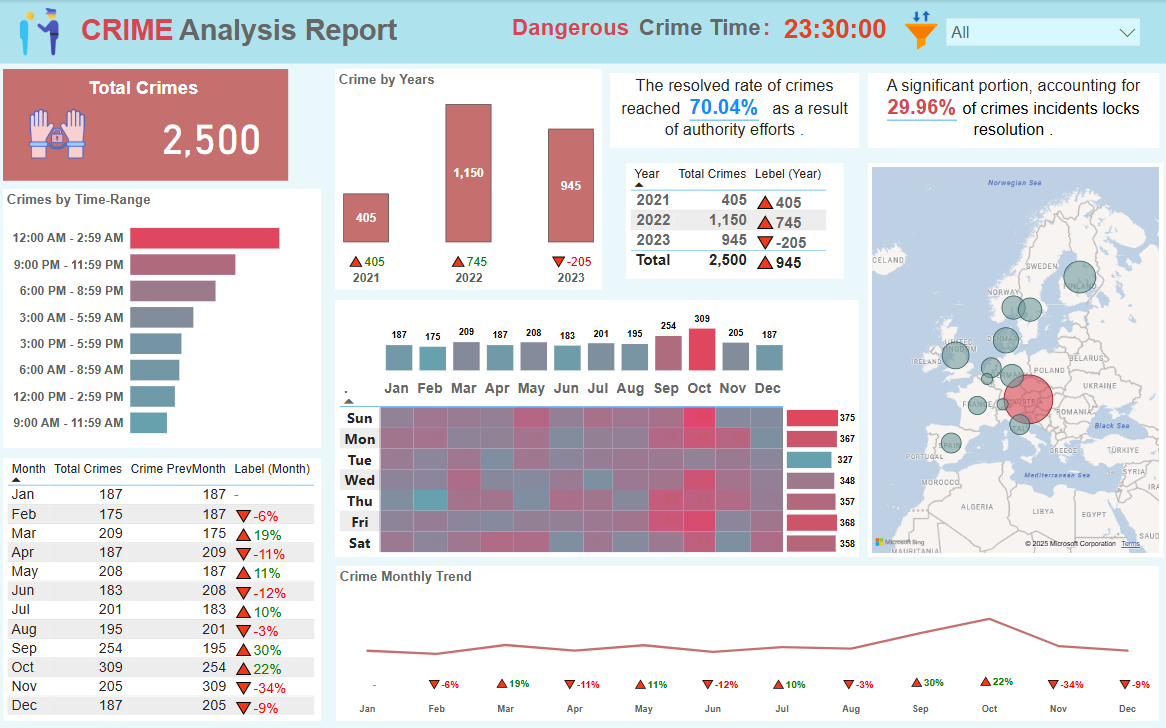 CRIME Analysis Report
Dangerous Crime Time: 23:30:00
All
Total Crimes
2,500
Crimes by Time-Range
12:00 AM - 2:59 AM
9:00 PM - 11:59 PM
6:00 PM - 8:59 PM
3:00 AM - 5:59 AM
3:00 PM - 5:59 PM
6:00 AM - 8:59 AM
12:00 PM - 2:59 PM
9:00 AM - 11:59 AM
Month Total Crimes Crime PrevMonth Label (Month)
Jan 187 187 -
Feb 175 187 -6%
Mar 209 175 19%
Apr 187 209 -11%
May 208 187 11%
Jun 183 208 -12%
Jul 201 183 10%
Aug 195 201 -3%
Sep 254 195 30%
Oct 309 254 22%
Nov 205 309 -34%
Dec 187 205 -9%
Crime by Years
405 1,150 945
405 745 -205
2021 2022 2023
The resolved rate of crimes
reached 70.04% as a result
of authority efforts .
A significant portion, accounting for
29.96% of crimes incidents locks
resolution .
Year Total Crimes Lebel (Year)
2021 405 405
2022 1,150 745
2023 945 -205
Total 2,500 945
187 175 209 187 208 183 201 195 254 309 205 187
Jan Feb Mar Apr May Jun Jul Aug Sep Oct Nov Dec
Sun 375
Mon 367
Tue 327
Wed 348
Thu 357
Fri 368
Sat 358
Norwegian Sea
CELAND
SWEDEN
FINLAND
NORWAY
DENMARK
UNITED
KINGDOM
IRELAND
BELARUS
POLAND
GERMANY
UKRAINE
FRANCE
AUSTRIA
ROMANIA
Black Sea
ITALY
SPAIN
PORTUGAL
GREECE
TÜRKIYE
Mediterranean Sea
SYRIA
MOROCCO
IRA
ALGERIA
LIBYA
EGYPT
SAUD
Microsoft Bing
© 2025 Microsoft Corporation Terms
MAURITANIA
Crime Monthly Trend
- -6% 19% -11% 11% -12% 10% -3% 30% 22% -34% -9%
Jan Feb Mar Apr May Jun Jul Aug Sep Oct Nov Dec